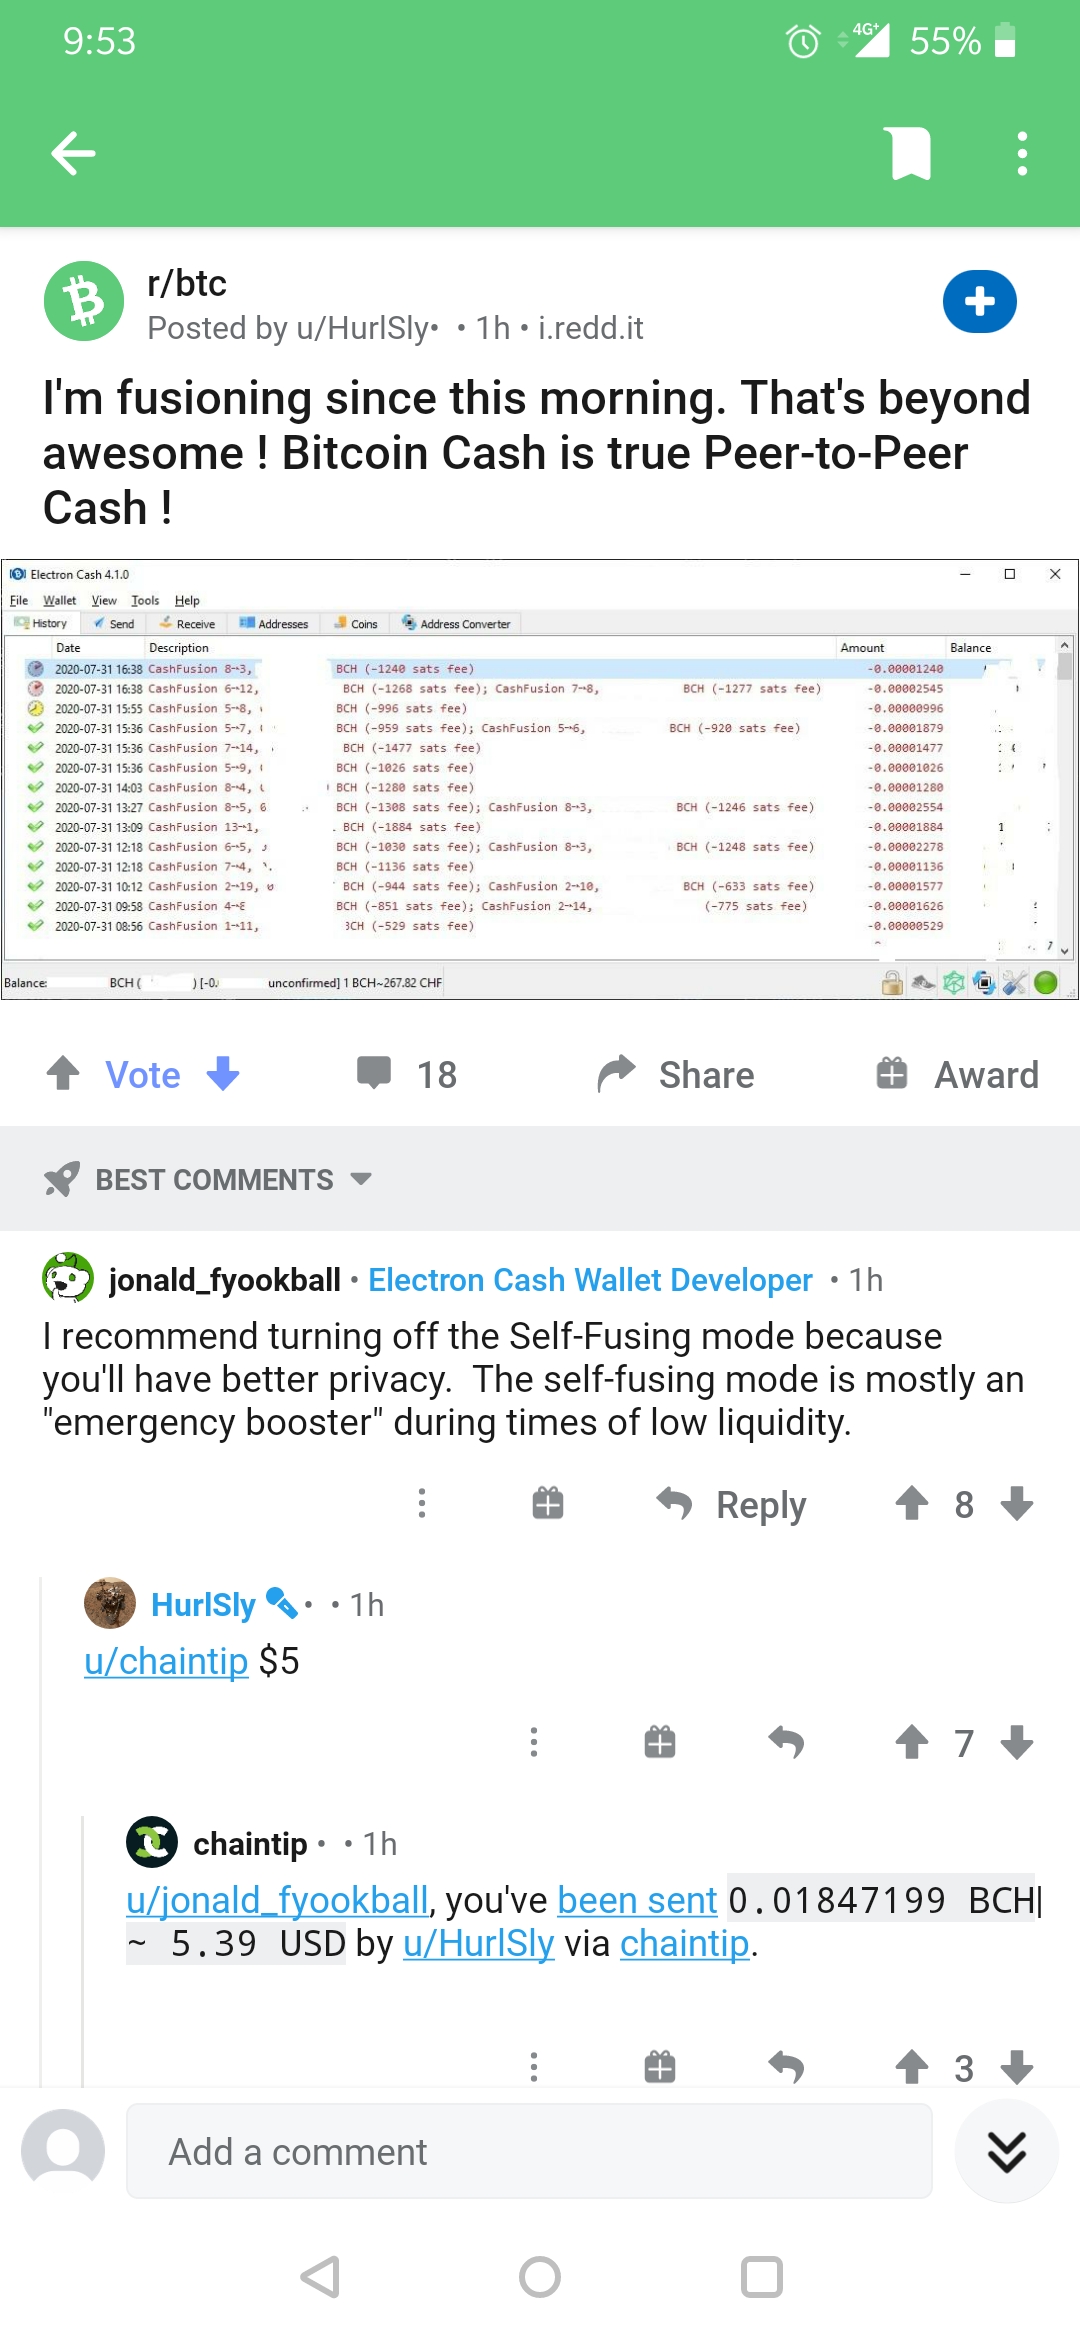 9:53
4G+ 55%
r/btc
Posted by u/HurlSly• • 1h • i.redd.it
I'm fusioning since this morning. That's beyond
awesome ! Bitcoin Cash is true Peer-to-Peer
Cash !
Electron Cash 4.1.0
File Wallet View Tools Help
History Send Receive Addresses Coins Address Converter
Date Description Amount Balance
2020-07-31 16:38 CashFusion 8→3, BCH (-1240 sats fee) -0.00001240
2020-07-31 16:38 CashFusion 6→12, BCH (-1268 sats fee); CashFusion 7→8, BCH (-1277 sats fee) -0.00002545
2020-07-31 15:55 CashFusion 5→8, BCH (-996 sats fee) -0.00000996
2020-07-31 15:36 CashFusion 5→7, BCH (-959 sats fee); CashFusion 5→6, BCH (-920 sats fee) -0.00001879
2020-07-31 15:36 CashFusion 7→14, BCH (-1477 sats fee) -0.00001477
2020-07-31 15:36 CashFusion 5→9, BCH (-1026 sats fee) -0.00001026
2020-07-31 14:03 CashFusion 8→4, BCH (-1280 sats fee) -0.00001280
2020-07-31 13:27 CashFusion 8→5, BCH (-1308 sats fee); CashFusion 8→3, BCH (-1246 sats fee) -0.00002554
2020-07-31 13:09 CashFusion 13→1, BCH (-1884 sats fee) -0.00001884
2020-07-31 12:18 CashFusion 6→5, BCH (-1030 sats fee); CashFusion 8→3, BCH (-1248 sats fee) -0.00002278
2020-07-31 12:18 CashFusion 7→4, BCH (-1136 sats fee) -0.00001136
2020-07-31 10:12 CashFusion 2→19, BCH (-944 sats fee); CashFusion 2→10, BCH (-633 sats fee) -0.00001577
2020-07-31 09:58 CashFusion BCH (-851 sats fee); CashFusion 2→14, (-775 sats fee) -0.00001626
2020-07-31 08:56 CashFusion 1→11, (-529 sats fee) -0.00000529
Balance: BCH ( ) [-0. unconfirmed] 1 BCH~267.82 CHF
Vote 18 Share Award
BEST COMMENTS
jonald_fyookball • Electron Cash Wallet Developer • 1h
I recommend turning off the Self-Fusing mode because
you'll have better privacy. The self-fusing mode is mostly an
"emergency booster" during times of low liquidity.
Reply 8
HurlSly • • 1h
u/chaintip $5
7
chaintip • • 1h
u/jonald_fyookball, you've been sent 0.01847199 BCH|
~ 5.39 USD by u/HurlSly via chaintip.
3
Add a comment